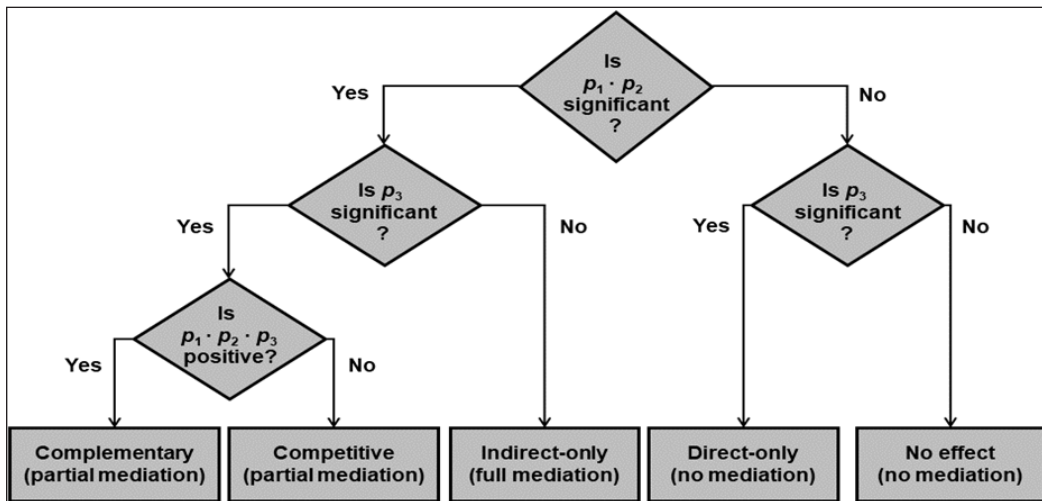 Is
p₁ · p₂
significant
?
Yes
No
Is p₃
significant
?
Is p₃
significant
?
Yes
No
Yes
No
Is
p₁ · p₂ · p₃
positive?
Yes
No
Complementary
(partial mediation)
Competitive
(partial mediation)
Indirect-only
(full mediation)
Direct-only
(no mediation)
No effect
(no mediation)